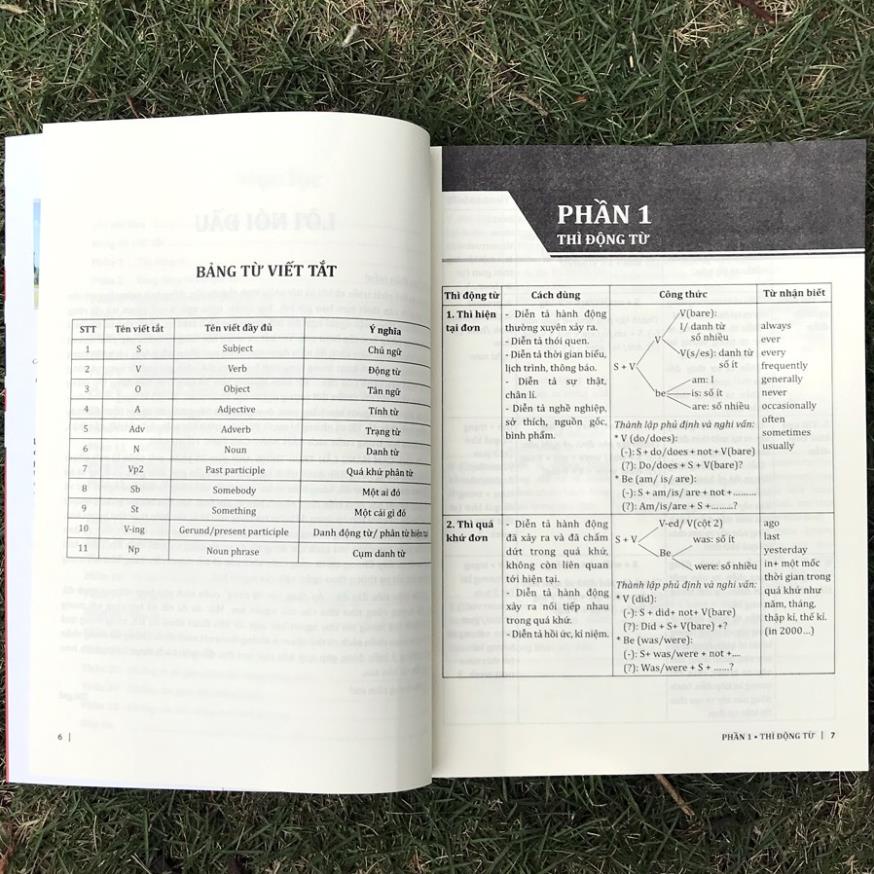 BẢNG TỪ VIẾT TẮT
STT Tên viết tắt Tên viết đầy đủ Ý nghĩa
1 S Subject Chủ ngữ
2 V Verb Động từ
3 O Object Tân ngữ
4 A Adjective Tính từ
5 Adv Adverb Trạng từ
6 N Noun Danh từ
7 Vp2 Past participle Quá khứ phân từ
8 Sb Somebody Một ai đó
9 St Something Một cái gì đó
10 V-ing Gerund/present participle Danh động từ/ phân từ hiện tại
11 Np Noun phrase Cụm danh từ
6 |
PHẦN 1
THÌ ĐỘNG TỪ
Thì động từ Cách dùng Công thức Từ nhận biết
1. Thì hiện
tại đơn
- Diễn tả hành động
thường xuyên xảy ra.
- Diễn tả thói quen.
- Diễn tả thời gian biểu,
lịch trình, thông báo.
- Diễn tả sự thật,
chân lí.
- Diễn tả nghề nghiệp,
sở thích, nguồn gốc,
bình phẩm.
V(bare):
I/ danh từ
số nhiều
V
V(s/es): danh từ
số ít
S + V
am: I
be is: số ít
are: số nhiều
Thành lập phủ định và nghi vấn:
* V (do/does):
(-): S + do/does + not + V(bare)
(?): Do/does + S + V(bare)?
* Be (am/ is/ are):
(-): S + am/is/ are + not +.........
(?): Am/is/are + S +.........?
always
ever
every
frequently
generally
never
occasionally
often
sometimes
usually
2. Thì quá
khứ đơn
- Diễn tả hành động
đã xảy ra và đã chấm
dứt trong quá khứ,
không còn liên quan
tới hiện tại.
- Diễn tả hành động
xảy ra nối tiếp nhau
trong quá khứ.
- Diễn tả hồi ức, kỉ niệm.
V-ed/ V(cột 2)
S + V was: số ít
Be
were: số nhiều
Thành lập phủ định và nghi vấn:
* V (did):
(-): S + did+ not+ V(bare)
(?): Did + S+ V(bare) +?
* Be (was/were):
(-): S+ was/were + not +....
(?): Was/were + S + ......?
ago
last
yesterday
in+ một mốc
thời gian trong
quá khứ như
năm, tháng,
thập kỉ, thế kỉ.
(in 2000...)
PHẦN 1 • THÌ ĐỘNG TỪ | 7